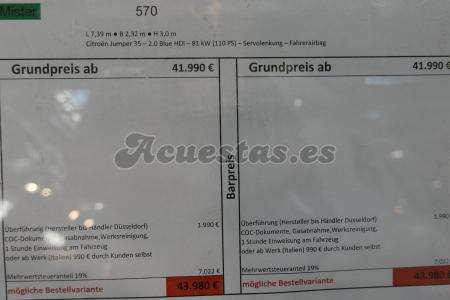 Mister 570
L 7,39 m ● B 2,32 m ● H 3,0 m
Citroën Jumper 35 – 2.0 Blue HDI – 81 kW (110 PS) – Servolenkung – Fahrerairbag
Grundpreis ab 41.990 €
Überführung (Hersteller bis Händler Düsseldorf) 1.990 €
COC-Dokumente, Gasabnahme, Werksreinigung,
1 Stunde Einweisung am Fahrzeug
oder ab Werk (Italien) 990 € durch Kunden selbst
Mehrwertsteueranteil 19% 7.022 €
mögliche Bestellvariante 43.980 €
Barpreis
Grundpreis ab 41.990 €
Überführung (Hersteller bis Händler Düsseldorf) 1.990
COC-Dokumente, Gasabnahme, Werksreinigung,
1 Stunde Einweisung am Fahrzeug
oder ab Werk (Italien) 990 € durch Kunden selbst
Mehrwertsteueranteil 19% 7.022 €
mögliche Bestellvariante 43.980 €
Acuestas.es